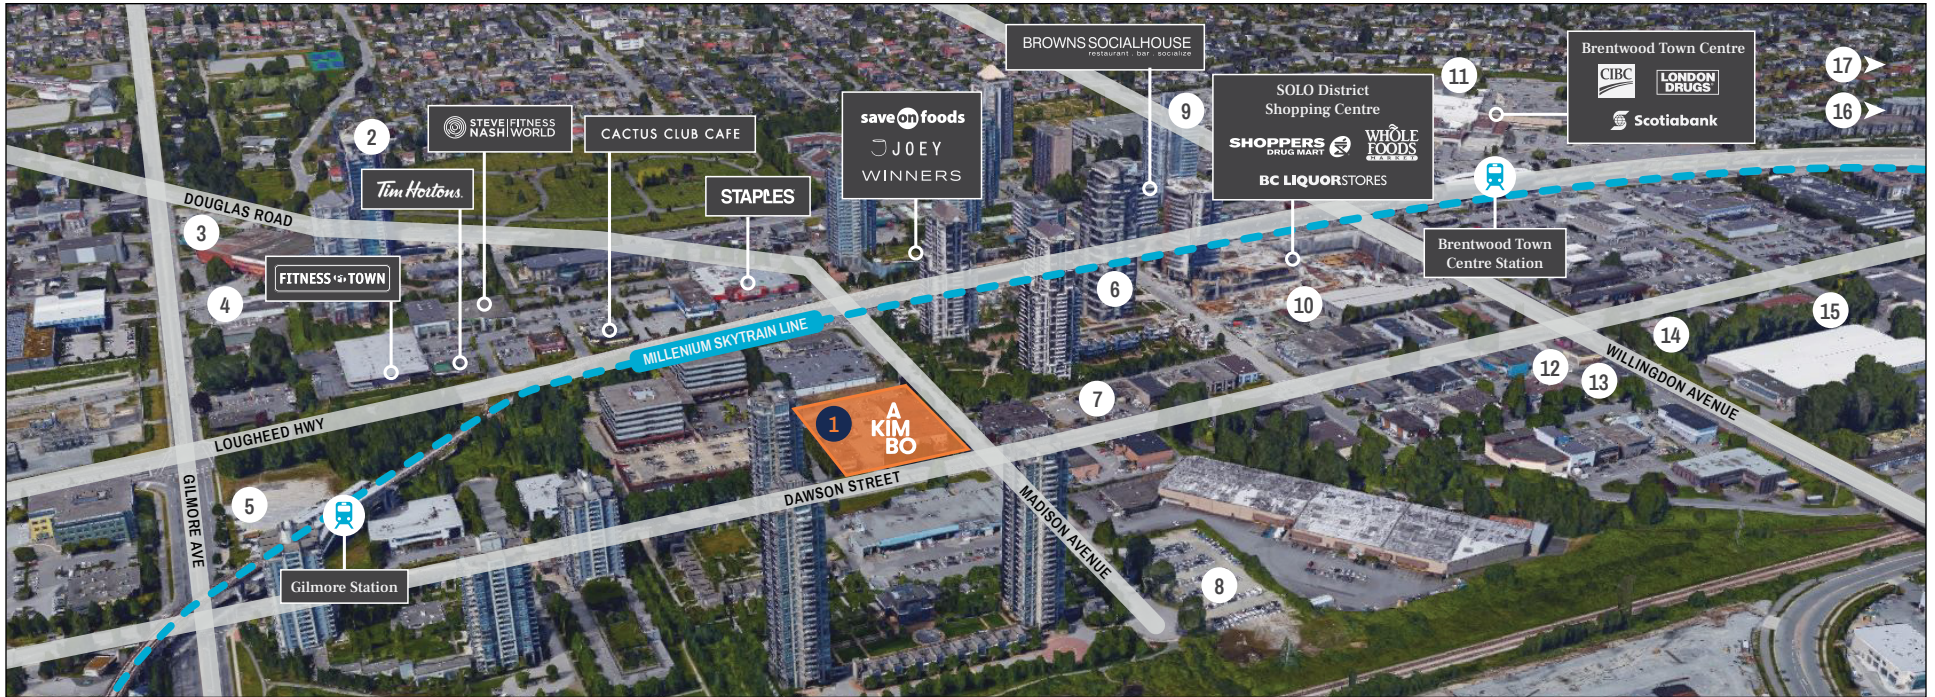 BROWNS SOCIALHOUSE
restaurant . bar . socialize
Brentwood Town Centre
CIBC
LONDON DRUGS
Scotiabank
17
16
11
SOLO District
Shopping Centre
SHOPPERS
DRUG MART
WHOLE
FOODS
MARKET
BC LIQUORSTORES
9
save on foods
JOEY
WINNERS
2
STEVE NASH
FITNESS WORLD
CACTUS CLUB CAFE
Tim Hortons.
STAPLES
DOUGLAS ROAD
3
FITNESS TOWN
4
Brentwood Town
Centre Station
6
10
MILLENIUM SKYTRAIN LINE
15
14
WILLINGDON AVENUE
12
13
7
1
A
KIM
BO
LOUGHEED HWY
GILMORE AVE
DAWSON STREET
MADISON AVENUE
5
Gilmore Station
8